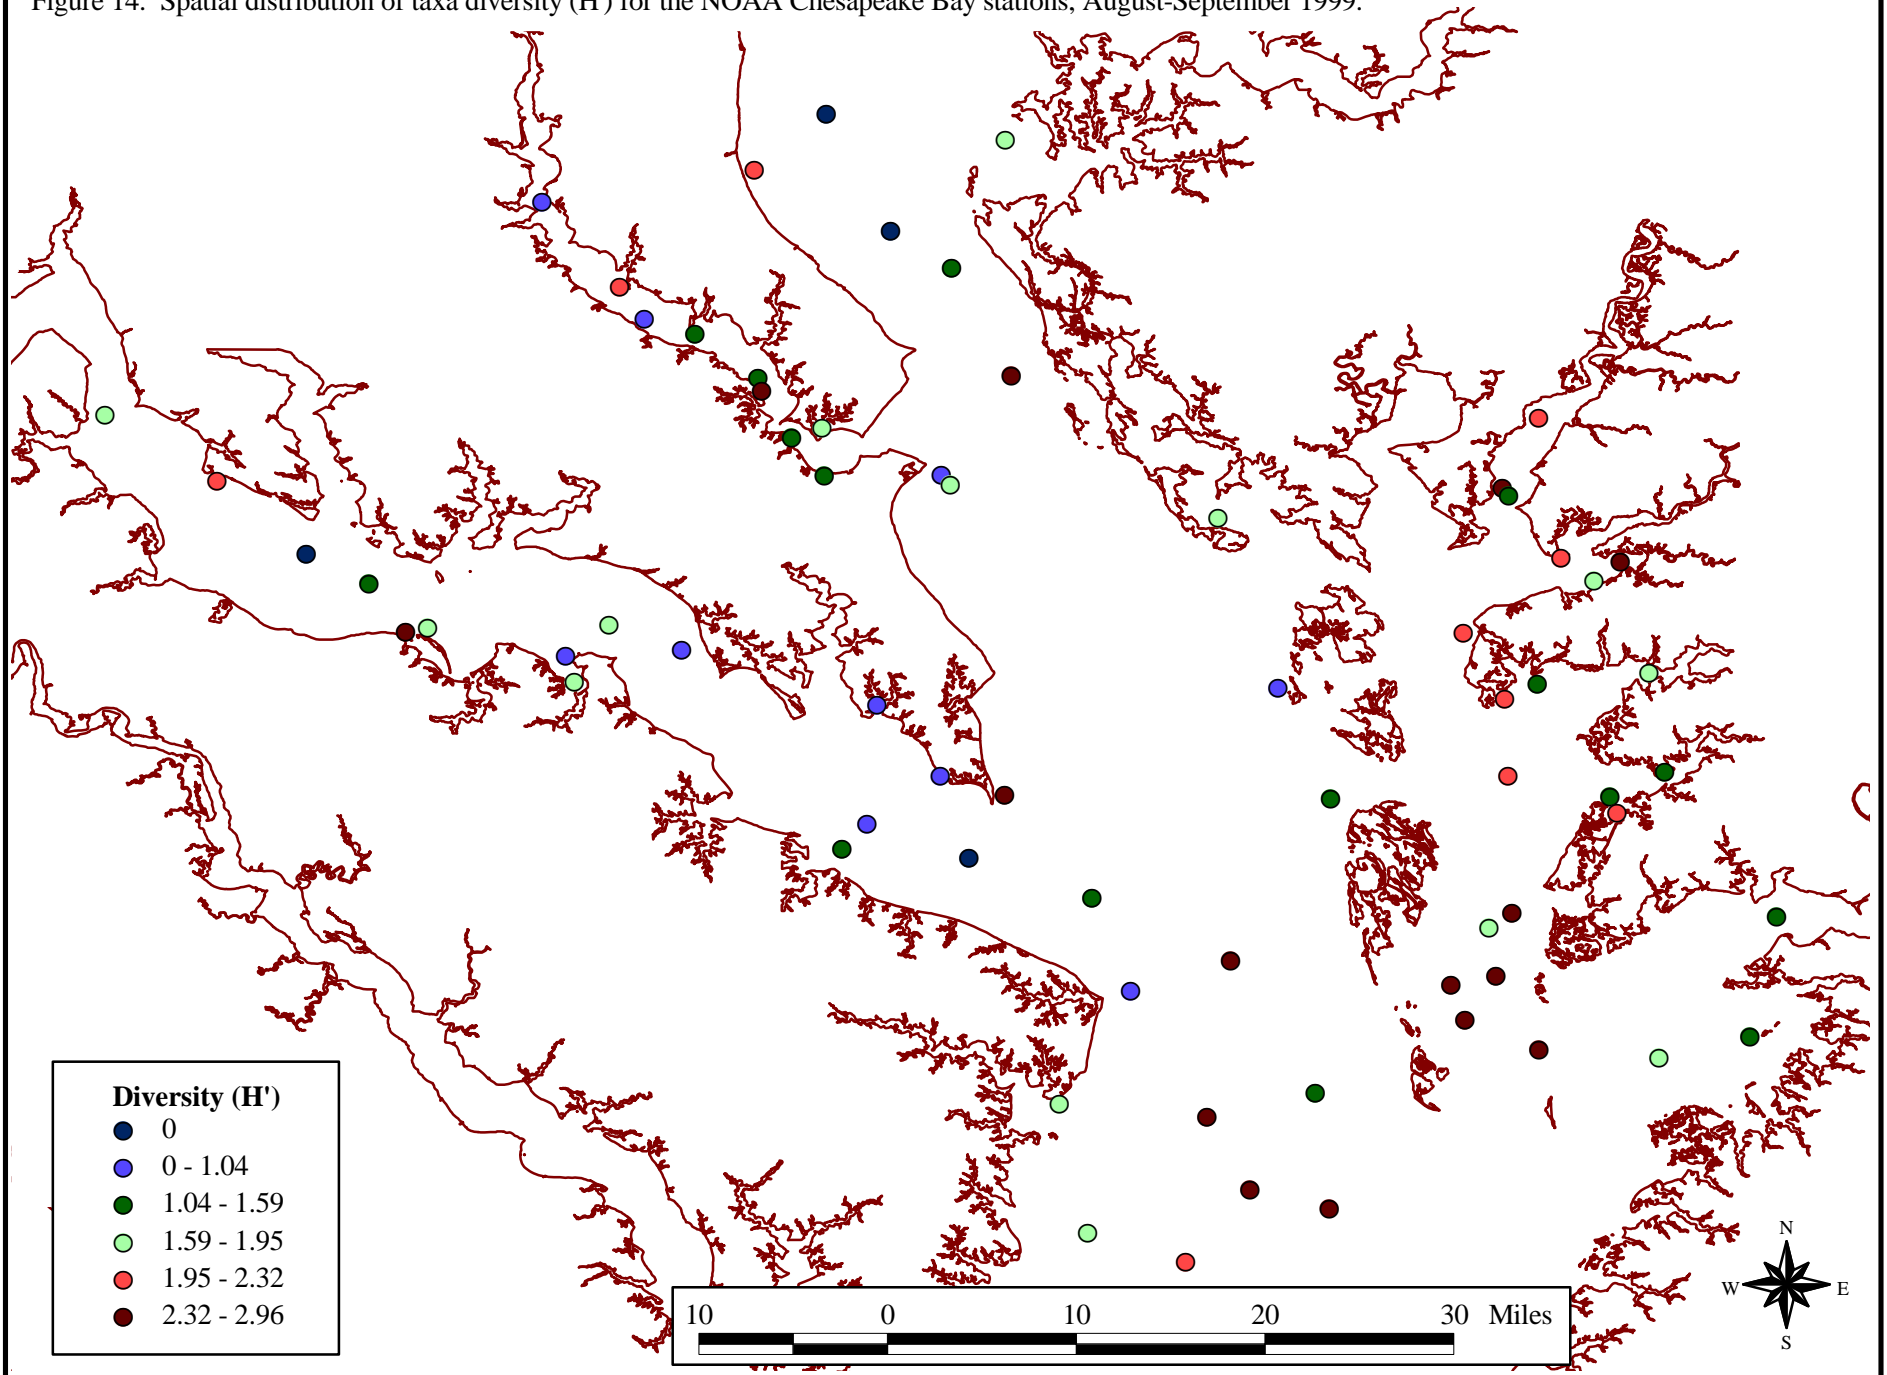 Figure 14. Spatial distribution of taxa diversity (H') for the NOAA Chesapeake Bay stations, August-September 1999.
Diversity (H')
0
0 - 1.04
1.04 - 1.59
1.59 - 1.95
1.95 - 2.32
2.32 - 2.96
10 0 10 20 30 Miles
N
W E
S